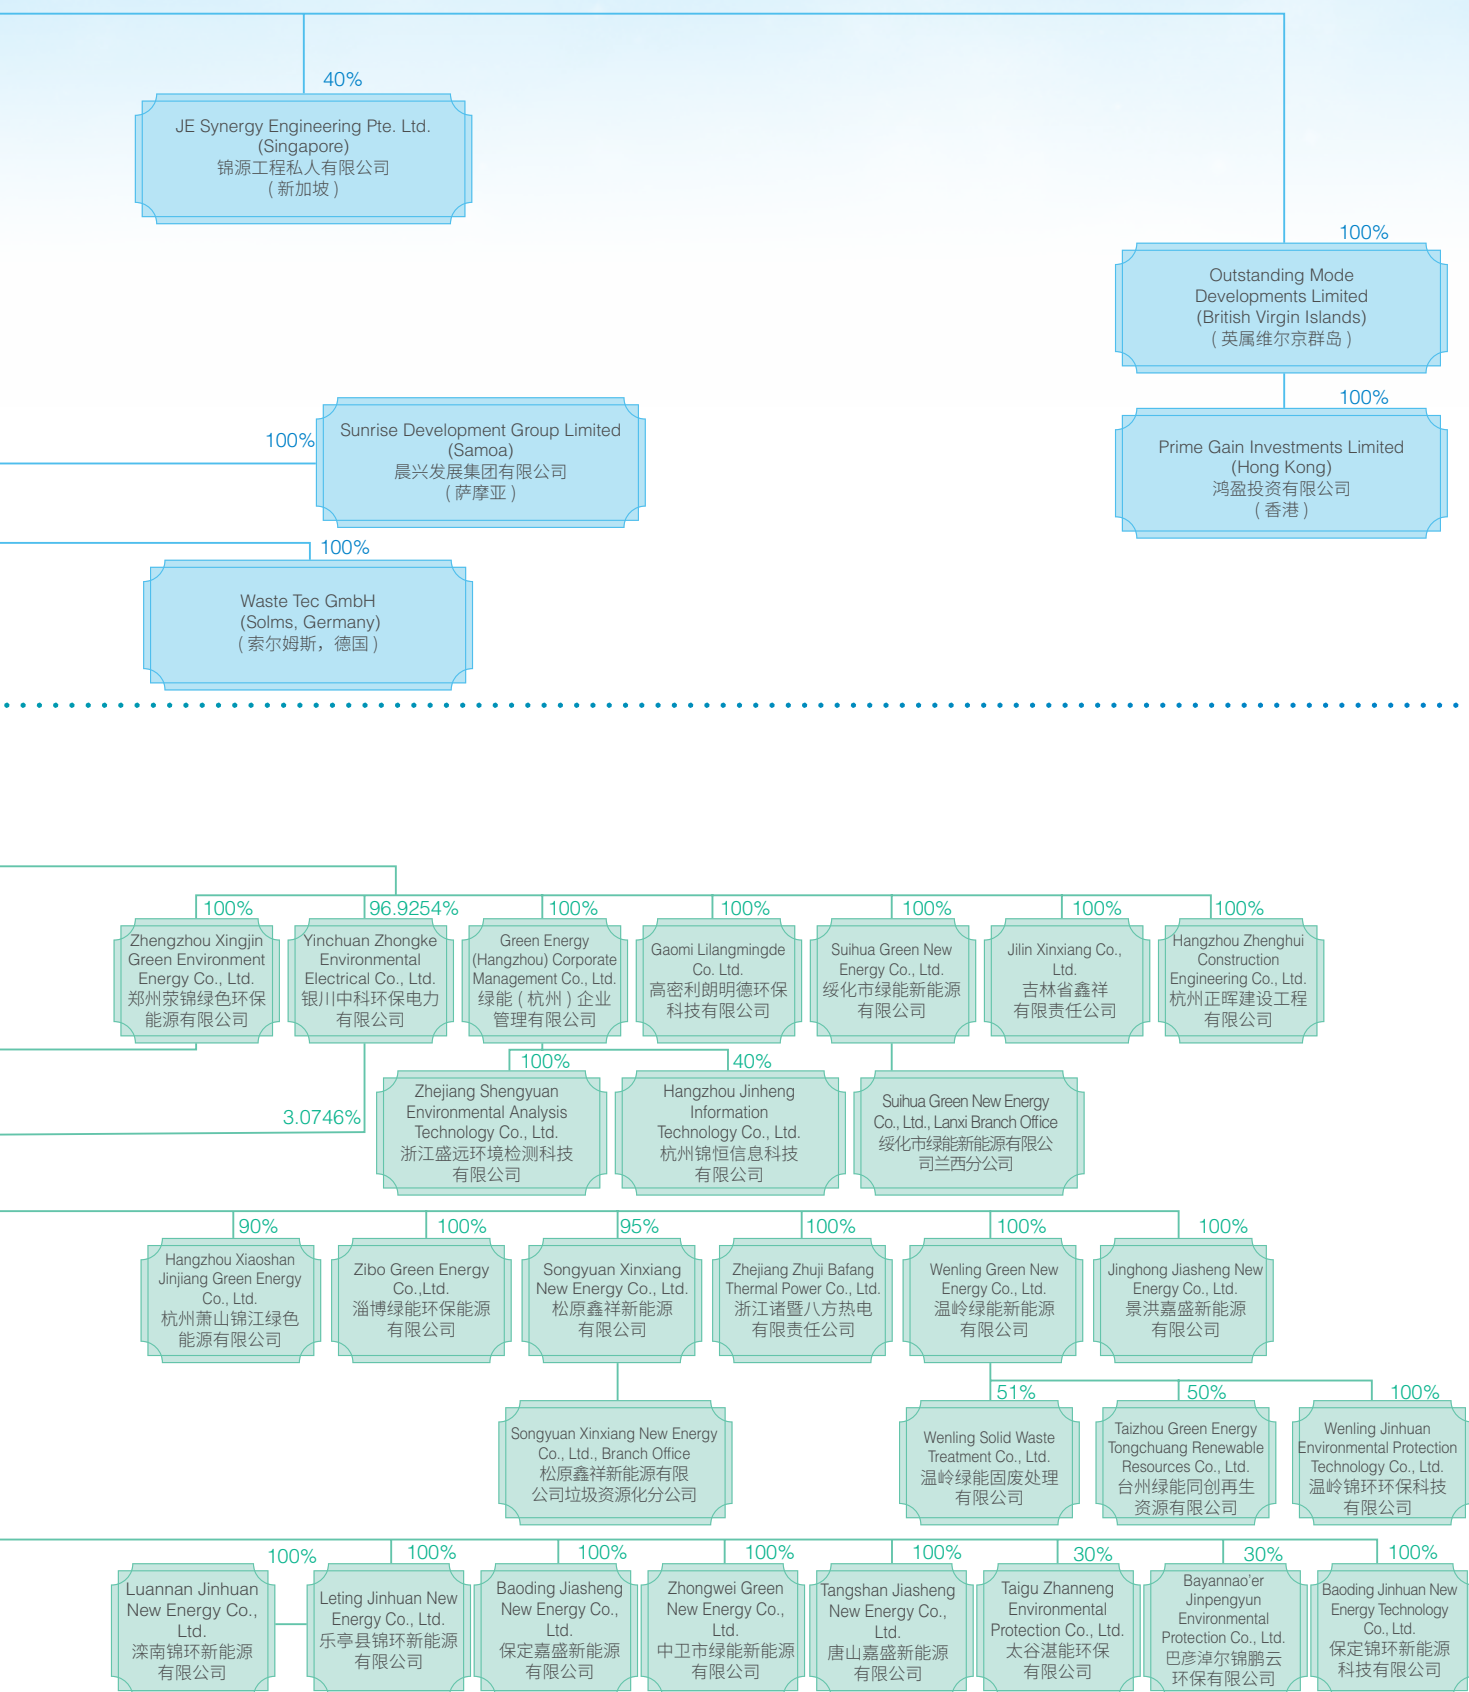 40%
JE Synergy Engineering Pte. Ltd.
(Singapore)
锦源工程私人有限公司
( 新加坡 )
100%
Outstanding Mode
Developments Limited
(British Virgin Islands)
( 英属维尔京群岛 )
100%
Prime Gain Investments Limited
(Hong Kong)
鸿盈投资有限公司
( 香港 )
100%
Sunrise Development Group Limited
(Samoa)
晨兴发展集团有限公司
( 萨摩亚 )
100%
Waste Tec GmbH
(Solms, Germany)
( 索尔姆斯，德国 )
100%
Zhengzhou Xingjin
Green Environment
Energy Co., Ltd.
郑州荥锦绿色环保
能源有限公司
96.9254%
Yinchuan Zhongke
Environmental
Electrical Co., Ltd.
银川中科环保电力
有限公司
100%
Green Energy
(Hangzhou) Corporate
Management Co., Ltd.
绿能 ( 杭州 ) 企业
管理有限公司
100%
Gaomi Lilangmingde
Co. Ltd.
高密利朗明德环保
科技有限公司
100%
Suihua Green New
Energy Co., Ltd.
绥化市绿能新能源
有限公司
100%
Jilin Xinxiang Co.,
Ltd.
吉林省鑫祥
有限责任公司
100%
Hangzhou Zhenghui
Construction
Engineering Co., Ltd.
杭州正晖建设工程
有限公司
3.0746%
100%
Zhejiang Shengyuan
Environmental Analysis
Technology Co., Ltd.
浙江盛远环境检测科技
有限公司
40%
Hangzhou Jinheng
Information
Technology Co., Ltd.
杭州锦恒信息科技
有限公司
Suihua Green New Energy
Co., Ltd., Lanxi Branch Office
绥化市绿能新能源有限公
司兰西分公司
90%
Hangzhou Xiaoshan
Jinjiang Green Energy
Co., Ltd.
杭州萧山锦江绿色
能源有限公司
100%
Zibo Green Energy
Co.,Ltd.
淄博绿能环保能源
有限公司
95%
Songyuan Xinxiang
New Energy Co., Ltd.
松原鑫祥新能源
有限公司
100%
Zhejiang Zhuji Bafang
Thermal Power Co., Ltd.
浙江诸暨八方热电
有限责任公司
100%
Wenling Green New
Energy Co., Ltd.
温岭绿能新能源
有限公司
100%
Jinghong Jiasheng New
Energy Co., Ltd.
景洪嘉盛新能源
有限公司
Songyuan Xinxiang New Energy
Co., Ltd., Branch Office
松原鑫祥新能源有限
公司垃圾资源化分公司
51%
Wenling Solid Waste
Treatment Co., Ltd.
温岭绿能固废处理
有限公司
50%
Taizhou Green Energy
Tongchuang Renewable
Resources Co., Ltd.
台州绿能同创再生
资源有限公司
100%
Wenling Jinhuan
Environmental Protection
Technology Co., Ltd.
温岭锦环环保科技
有限公司
100%
Luannan Jinhuan
New Energy Co.,
Ltd.
滦南锦环新能源
有限公司
100%
Leting Jinhuan New
Energy Co., Ltd.
乐亭县锦环新能源
有限公司
100%
Baoding Jiasheng
New Energy Co.,
Ltd.
保定嘉盛新能源
有限公司
100%
Zhongwei Green
New Energy Co.,
Ltd.
中卫市绿能新能源
有限公司
100%
Tangshan Jiasheng
New Energy Co.,
Ltd.
唐山嘉盛新能源
有限公司
30%
Taigu Zhanneng
Environmental
Protection Co., Ltd.
太谷湛能环保
有限公司
30%
Bayannao'er
Jinpengyun
Environmental
Protection Co., Ltd.
巴彦淖尔锦鹏云
环保有限公司
100%
Baoding Jinhuan New
Energy Technology
Co., Ltd.
保定锦环新能源
科技有限公司